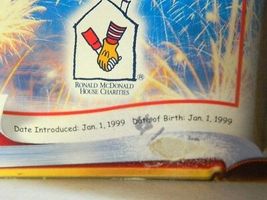 ®
RONALD MCDONALD
HOUSE CHARITIES
Date Introduced: Jan. 1, 1999 Date of Birth: Jan. 1, 1999